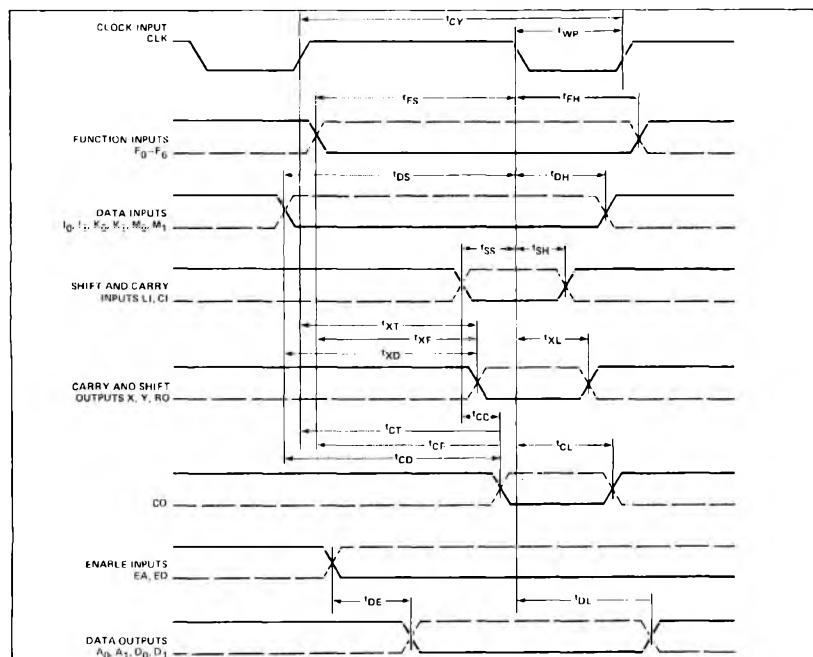 tCY
CLOCK INPUT
CLK
tWP
tFS
tFH
FUNCTION INPUTS
F0–F6
tDS
tDH
DATA INPUTS
I0, I1, K0, K1, M0, M1
tSS
tSH
SHIFT AND CARRY
INPUTS LI, CI
tXT
tXF
tXL
tXD
CARRY AND SHIFT
OUTPUTS X, Y, RO
tCC
tCT
tCF
tCL
tCD
CO
ENABLE INPUTS
EA, ED
tDE
tDL
DATA OUTPUTS
A0, A1, D0, D1